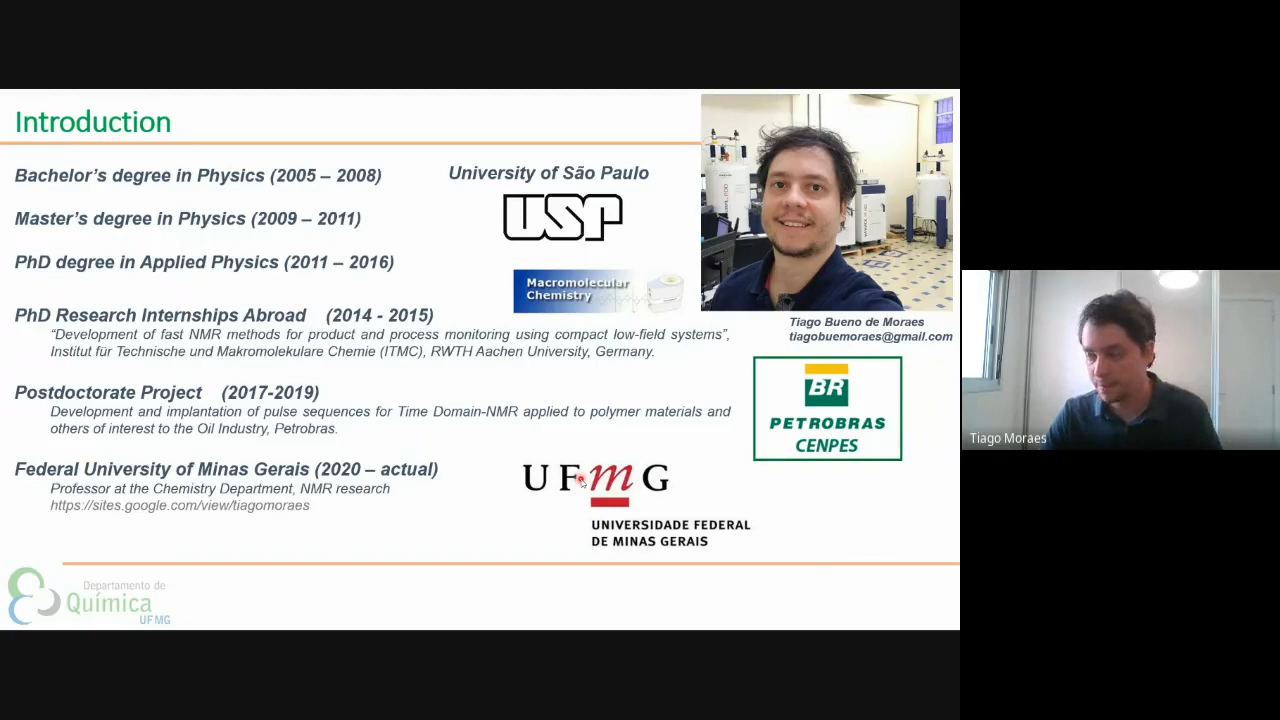 Introduction
Bachelor’s degree in Physics (2005 – 2008)
University of São Paulo
Master’s degree in Physics (2009 – 2011)
USP
PhD degree in Applied Physics (2011 – 2016)
Macromolecular
Chemistry
PhD Research Internships Abroad (2014 - 2015)
“Development of fast NMR methods for product and process monitoring using compact low-field systems”,
Institut für Technische und Makromolekulare Chemie (ITMC), RWTH Aachen University, Germany.
Tiago Bueno de Moraes
tiagobuemoraes@gmail.com
BR
PETROBRAS
CENPES
Postdoctorate Project (2017-2019)
Development and implantation of pulse sequences for Time Domain-NMR applied to polymer materials and
others of interest to the Oil Industry, Petrobras.
Federal University of Minas Gerais (2020 – actual)
Professor at the Chemistry Department, NMR research
https://sites.google.com/view/tiagomoraes
UFmG
UNIVERSIDADE FEDERAL
DE MINAS GERAIS
Departamento de
Química
UFMG
Tiago Moraes